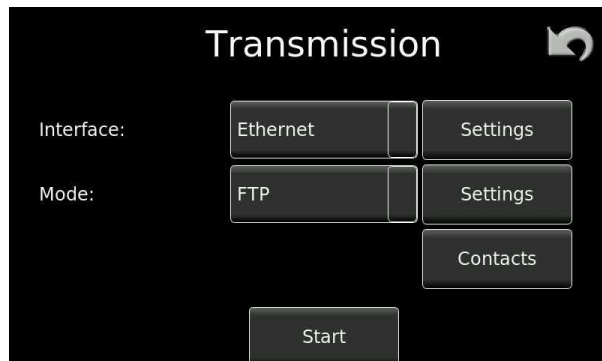 Transmission
Interface: Ethernet Settings
Mode: FTP Settings
Contacts
Start